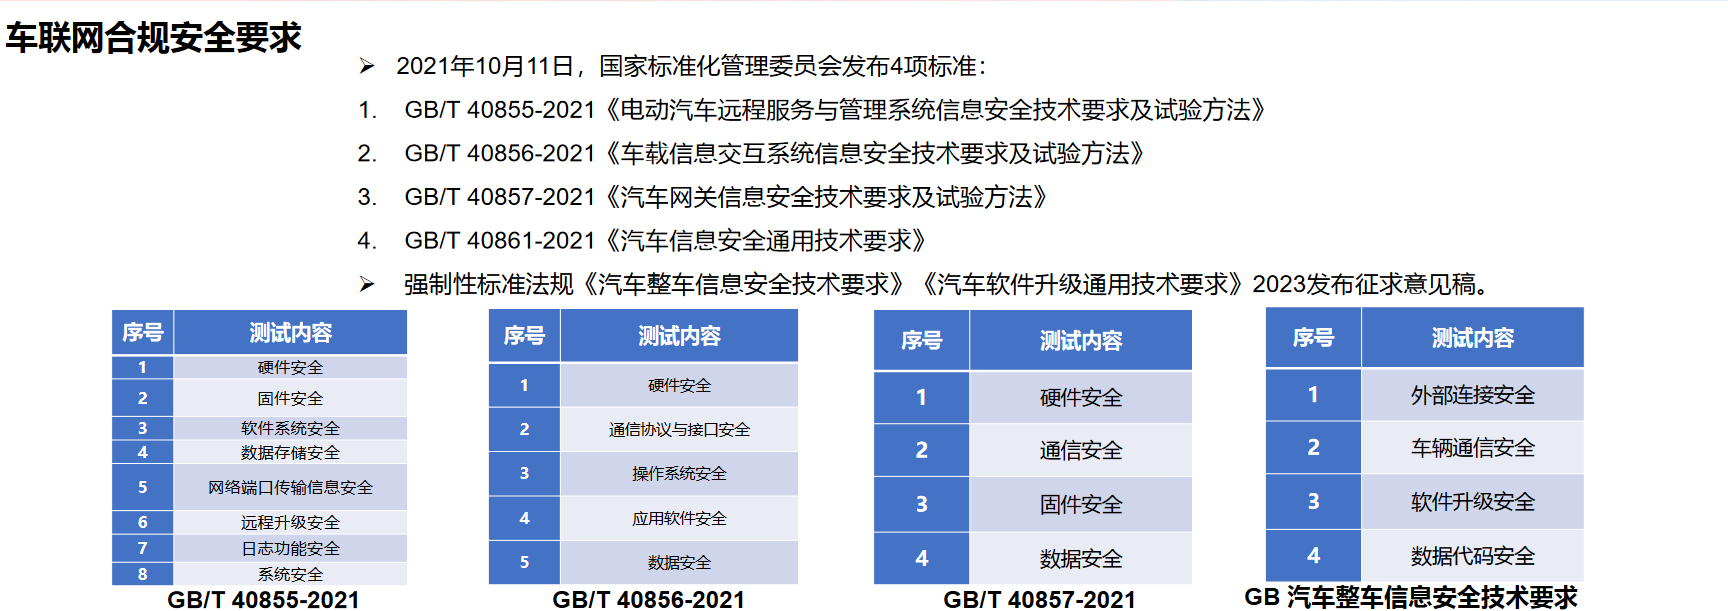 车联网合规安全要求
➢ 2021年10月11日，国家标准化管理委员会发布4项标准：
1. GB/T 40855-2021《电动汽车远程服务与管理系统信息安全技术要求及试验方法》
2. GB/T 40856-2021《车载信息交互系统信息安全技术要求及试验方法》
3. GB/T 40857-2021《汽车网关信息安全技术要求及试验方法》
4. GB/T 40861-2021《汽车信息安全通用技术要求》
➢ 强制性标准法规《汽车整车信息安全技术要求》《汽车软件升级通用技术要求》2023发布征求意见稿。
序号 测试内容
1 硬件安全
2 固件安全
3 软件系统安全
4 数据存储安全
5 网络端口传输信息安全
6 远程升级安全
7 日志功能安全
8 系统安全
GB/T 40855-2021
序号 测试内容
1 硬件安全
2 通信协议与接口安全
3 操作系统安全
4 应用软件安全
5 数据安全
GB/T 40856-2021
序号 测试内容
1 硬件安全
2 通信安全
3 固件安全
4 数据安全
GB/T 40857-2021
序号 测试内容
1 外部连接安全
2 车辆通信安全
3 软件升级安全
4 数据代码安全
GB 汽车整车信息安全技术要求